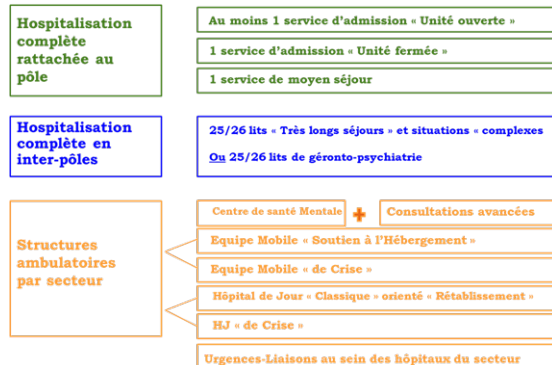 Hospitalisation
complète
rattachée au
pôle
Au moins 1 service d’admission « Unité ouverte »
1 service d’admission « Unité fermée »
1 service de moyen séjour
Hospitalisation
complète en
inter-pôles
25/26 lits « Très longs séjours » et situations « complexes
Ou 25/26 lits de géronto-psychiatrie
Structures
ambulatoires
par secteur
Centre de santé Mentale + Consultations avancées
Equipe Mobile « Soutien à l’Hébergement »
Equipe Mobile « de Crise »
Hôpital de Jour « Classique » orienté « Rétablissement »
HJ « de Crise »
Urgences-Liaisons au sein des hôpitaux du secteur